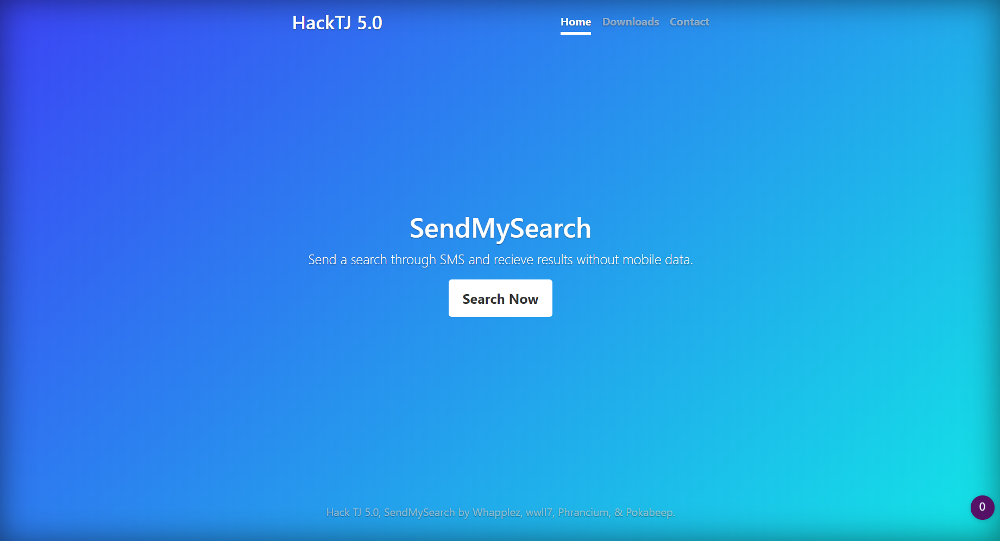 HackTJ 5.0
Home Downloads Contact
SendMySearch
Send a search through SMS and recieve results without mobile data.
Search Now
Hack TJ 5.0, SendMySearch by Whapplez, wwll7, Phrancium, & Pokabeep.
0